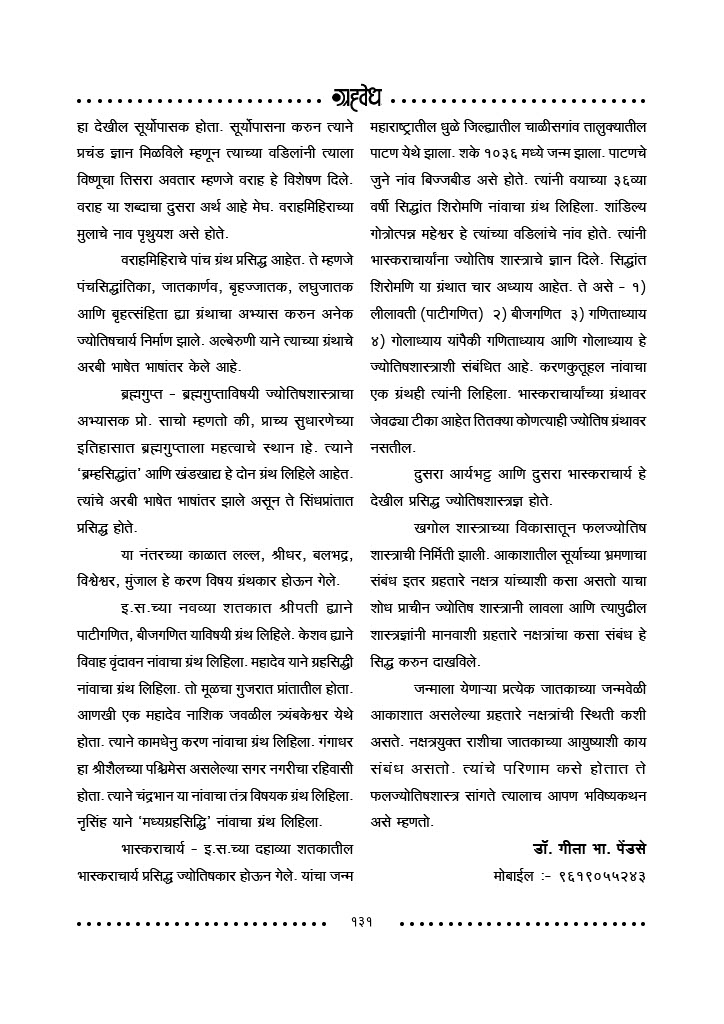 ग्रहवेध
हा देखील सूर्योपासक होता. सूर्योपासना करुन त्याने
प्रचंड ज्ञान मिळविले म्हणून त्याच्या वडिलांनी त्याला
विष्णूचा तिसरा अवतार म्हणजे वराह हे विशेषण दिले.
वराह या शब्दाचा दुसरा अर्थ आहे मेघ. वराहमिहिराच्या
मुलाचे नाव पृथुयश असे होते.
वराहमिहिराचे पांच ग्रंथ प्रसिद्ध आहेत. ते म्हणजे
पंचसिद्धांतिका, जातकार्णव, बृहज्जातक, लघुजातक
आणि बृहत्संहिता ह्या ग्रंथाचा अभ्यास करुन अनेक
ज्योतिषचार्य निर्माण झाले. अल्बेरुणी याने त्याच्या ग्रंथाचे
अरबी भाषेत भाषांतर केले आहे.
ब्रह्मगुप्त - ब्रह्मगुप्ताविषयी ज्योतिषशास्त्राचा
अभ्यासक प्रो. साचो म्हणतो की, प्राच्य सुधारणेच्या
इतिहासात ब्रह्मगुप्ताला महत्वाचे स्थान ाहे. त्याने
‘ब्रम्हसिद्धांत’ आणि खंडखाद्य हे दोन ग्रंथ लिहिले आहेत.
त्यांचे अरबी भाषेत भाषांतर झाले असून ते सिंधप्रांतात
प्रसिद्ध होते.
या नंतरच्या काळात लल्ल, श्रीधर, बलभद्र,
विश्वेश्वर, मुंजाल हे करण विषय ग्रंथकार होऊन गेले.
इ.स.च्या नवव्या शतकात श्रीपती ह्याने
पाटीगणित, बीजगणित याविषयी ग्रंथ लिहिले. केशव ह्याने
विवाह वृंदावन नांवाचा ग्रंथ लिहिला. महादेव याने ग्रहसिद्धी
नांवाचा ग्रंथ लिहिला. तो मूळचा गुजरात प्रांतातील होता.
आणखी एक महादेव नाशिक जवळील त्र्यंबकेश्वर येथे
होता. त्याने कामधेनु करण नांवाचा ग्रंथ लिहिला. गंगाधर
हा श्रीशैलच्या पश्चिमेस असलेल्या सगर नगरीचा रहिवासी
होता. त्याने चंद्रभान या नांवाचा तंत्र विषयक ग्रंथ लिहिला.
नृसिंह याने ‘मध्यग्रहसिद्धि’ नांवाचा ग्रंथ लिहिला.
भास्कराचार्य - इ.स.च्या दहाव्या शतकातील
भास्कराचार्य प्रसिद्ध ज्योतिषकार होऊन गेले. यांचा जन्म
महाराष्ट्रातील धुळे जिल्ह्यातील चाळीसगांव तालुक्यातील
पाटण येथे झाला. शके १०३६ मध्ये जन्म झाला. पाटणचे
जुने नांव बिज्जबीड असे होते. त्यांनी वयाच्या ३६व्या
वर्षी सिद्धांत शिरोमणि नांवाचा ग्रंथ लिहिला. शांडिल्य
गोत्रोत्पन्न महेश्वर हे त्यांच्या वडिलांचे नांव होते. त्यांनी
भास्कराचार्यांना ज्योतिष शास्त्राचे ज्ञान दिले. सिद्धांत
शिरोमणि या ग्रंथात चार अध्याय आहेत. ते असे - १)
लीलावती (पाटीगणित) २) बीजगणित ३) गणिताध्याय
४) गोलाध्याय यांपैकी गणिताध्याय आणि गोलाध्याय हे
ज्योतिषशास्त्राशी संबंधित आहे. करणकुतूहल नांवाचा
एक ग्रंथही त्यांनी लिहिला. भास्कराचार्यांच्या ग्रंथावर
जेवढ्या टीका आहेत तितक्या कोणत्याही ज्योतिष ग्रंथावर
नसतील.
दुसरा आर्यभट्ट आणि दुसरा भास्कराचार्य हे
देखील प्रसिद्ध ज्योतिषशास्त्रज्ञ होते.
खगोल शास्त्राच्या विकासातून फलज्योतिष
शास्त्राची निर्मिती झाली. आकाशातील सूर्याच्या भ्रमणाचा
संबंध इतर ग्रहतारे नक्षत्र यांच्याशी कसा असतो याचा
शोध प्राचीन ज्योतिष शास्त्रानी लावला आणि त्यापुढील
शास्त्रज्ञांनी मानवाशी ग्रहतारे नक्षत्रांचा कसा संबंध हे
सिद्ध करुन दाखविले.
जन्माला येणाऱ्या प्रत्येक जातकाच्या जन्मवेळी
आकाशात असलेल्या ग्रहतारे नक्षत्रांची स्थिती कशी
असते. नक्षत्रयुक्त राशीचा जातकाच्या आयुष्याशी काय
संबंध असतो. त्यांचे परिणाम कसे होतात ते
फलज्योतिषशास्त्र सांगते त्यालाच आपण भविष्यकथन
असे म्हणतो.
डॉ. गीला भा. पेंडसे
मोबाईल :- ९६१९०५५२४३
१३१